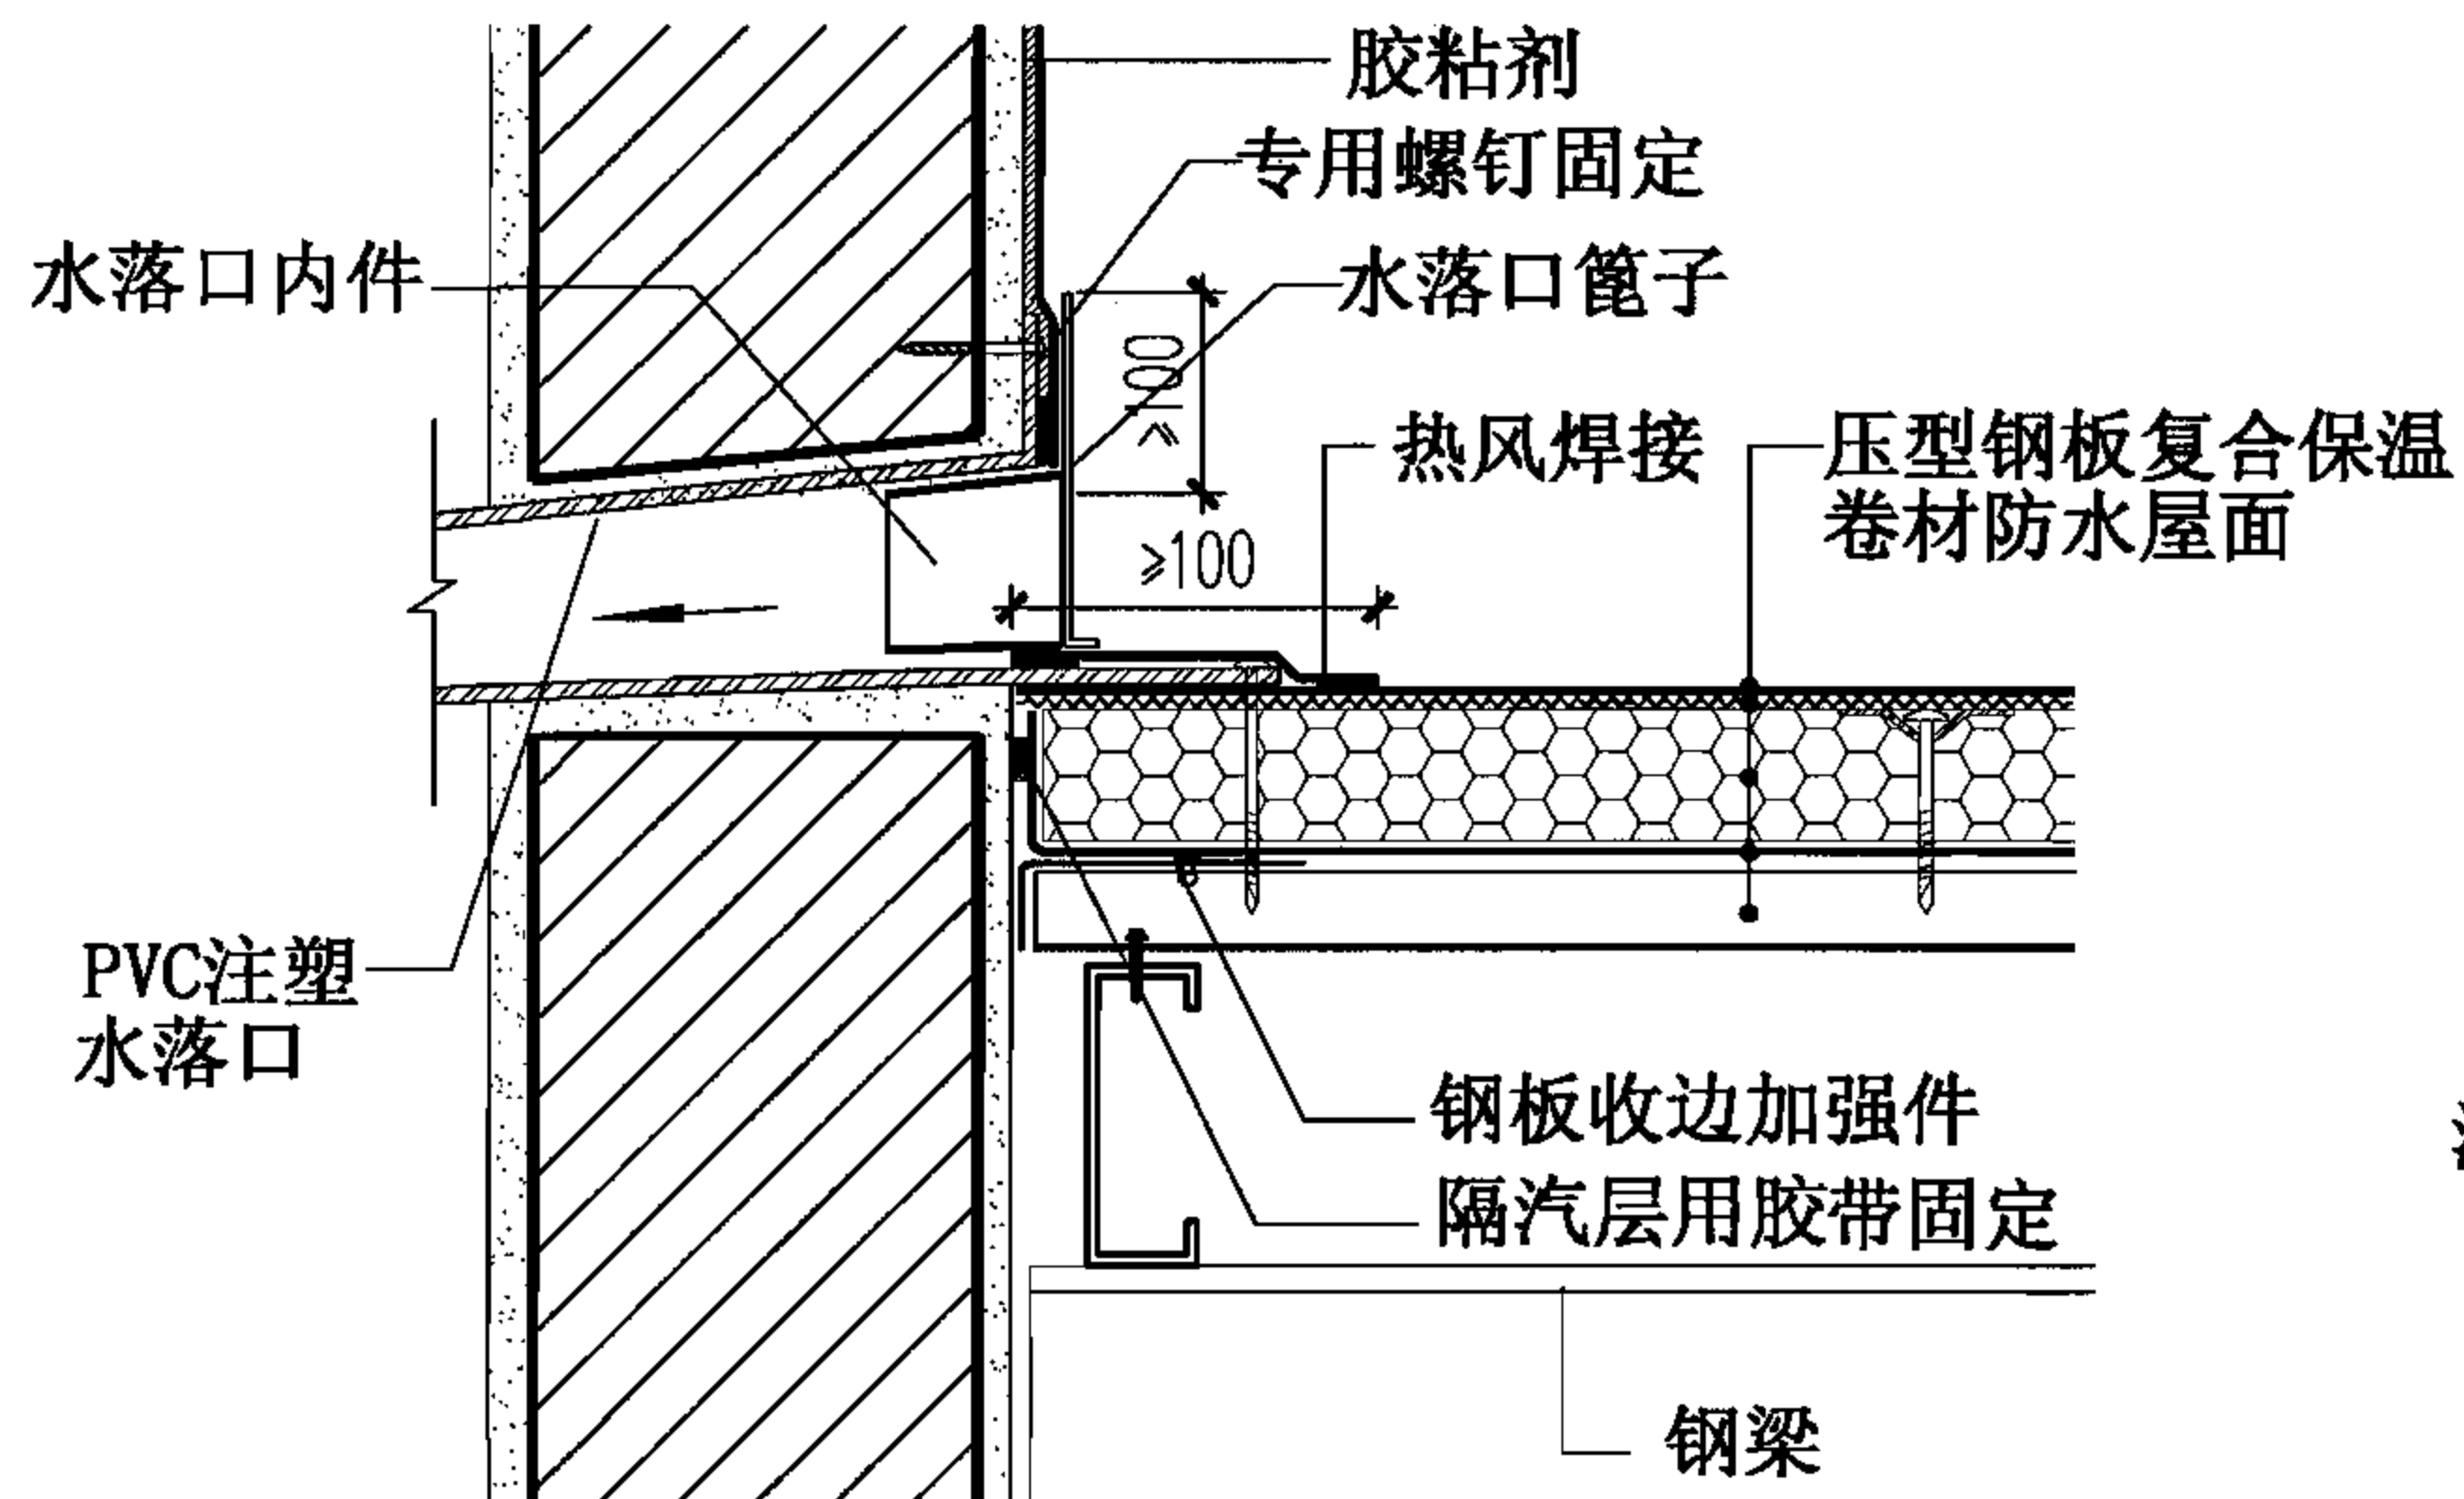 胶粘剂
专用螺钉固定
水落口内件
水落口篦子
≥100
热风焊接
压型钢板复合保温
卷材防水屋面
≥100
PVC注塑
水落口
钢板收边加强件
隔汽层用胶带固定
钢梁